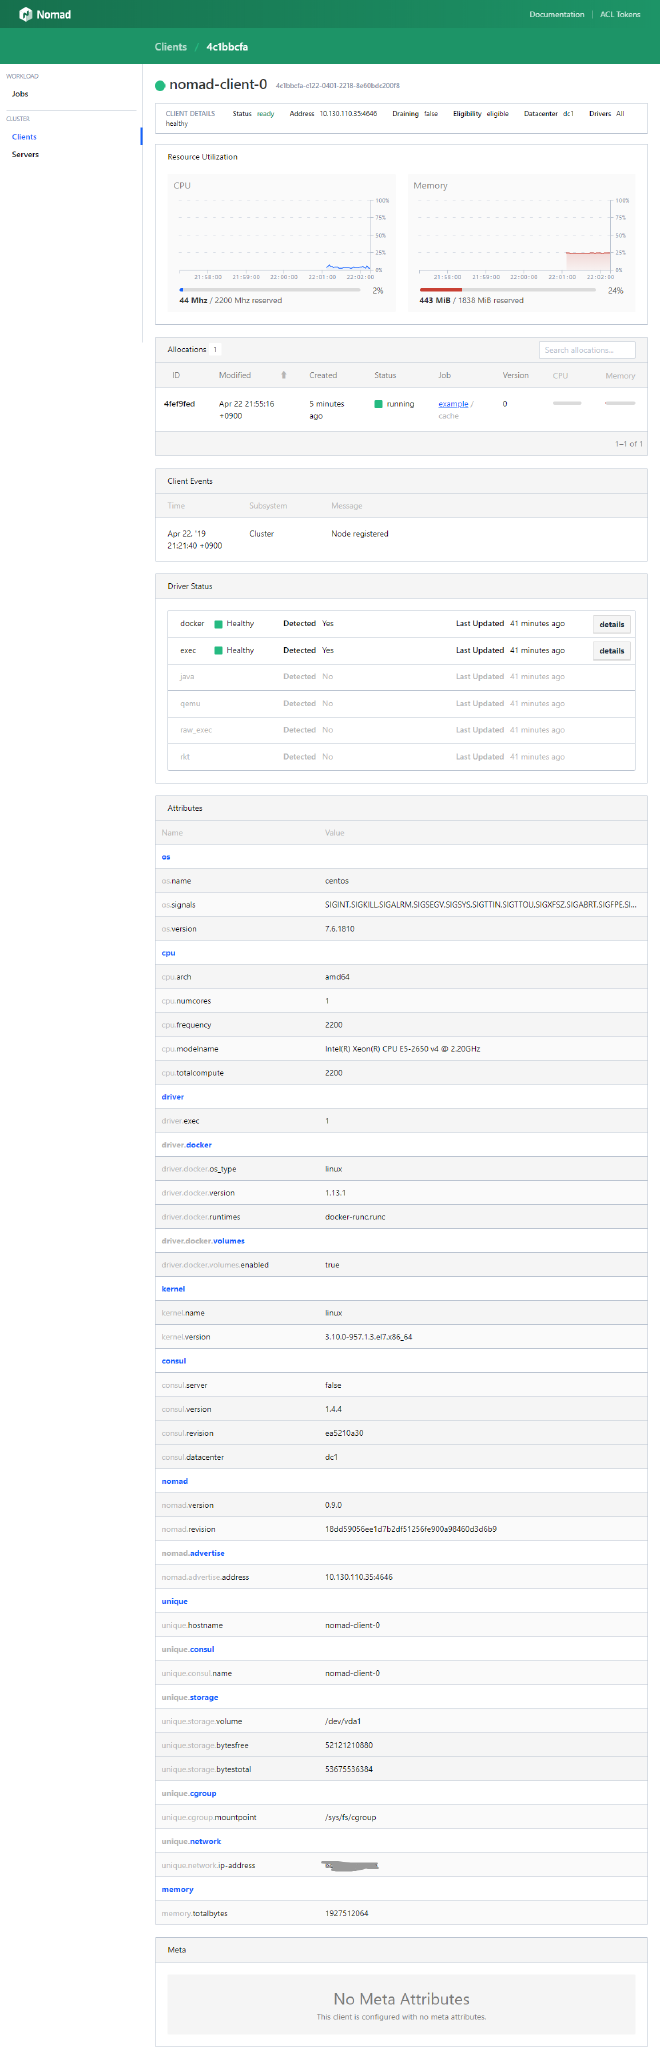 Nomad
Documentation
ACL Tokens
Clients / 4c1bbcfa
WORKLOAD
Jobs
CLUSTER
Clients
Servers
nomad-client-0
CLIENT DETAILS Status ready Address 10.130.110.35:4646 Draining false Eligibility eligible Datacenter dc1 Drivers All
healthy
Resource Utilization
CPU
100%
75%
50%
25%
0%
21:58:00 21:59:00 22:00:00 22:01:00 22:02:00
2%
44 Mhz / 2200 Mhz reserved
Memory
100%
75%
50%
25%
0%
21:58:00 21:59:00 22:00:00 22:01:00 22:02:00
24%
443 MiB / 1838 MiB reserved
Allocations 1
Search allocations...
ID Modified Created Status Job Version CPU Memory
4fef9fed Apr 22 21:55:16 5 minutes running example / 0
+0900 ago cache
1–1 of 1
Client Events
Time Subsystem Message
Apr 22, '19 Cluster Node registered
21:21:40 +0900
Driver Status
docker Healthy Detected Yes Last Updated 41 minutes ago details
exec Healthy Detected Yes Last Updated 41 minutes ago details
java Detected No Last Updated 41 minutes ago
qemu Detected No Last Updated 41 minutes ago
raw_exec Detected No Last Updated 41 minutes ago
rkt Detected No Last Updated 41 minutes ago
Attributes
Name Value
os
os.name centos
os.signals SIGINT,SIGKILL,SIGALRM,SIGSEGV,SIGSYS,SIGTTIN,SIGTTOU,SIGXFSZ,SIGABRT,SIGFPE,SI...
os.version 7.6.1810
cpu
cpu.arch amd64
cpu.numcores 1
cpu.frequency 2200
cpu.modelname Intel(R) Xeon(R) CPU E5-2650 v4 @ 2.20GHz
cpu.totalcompute 2200
driver
driver.exec 1
driver.docker
driver.docker.os_type linux
driver.docker.version 1.13.1
driver.docker.runtimes docker-runc,runc
driver.docker.volumes
driver.docker.volumes.enabled true
kernel
kernel.name linux
kernel.version 3.10.0-957.1.3.el7.x86_64
consul
consul.server false
consul.version 1.4.4
consul.revision ea5210a30
consul.datacenter dc1
nomad
nomad.version 0.9.0
nomad.revision 18dd59056ee1d7b2df51256fe900a98460d3d6b9
nomad.advertise
nomad.advertise.address 10.130.110.35:4646
unique
unique.hostname nomad-client-0
unique.consul
unique.consul.name nomad-client-0
unique.storage
unique.storage.volume /dev/vda1
unique.storage.bytesfree 52121210880
unique.storage.bytestotal 53675536384
unique.cgroup
unique.cgroup.mountpoint /sys/fs/cgroup
unique.network
unique.network.ip-address
memory
memory.totalbytes 1927512064
Meta
No Meta Attributes
This client is configured with no meta attributes.